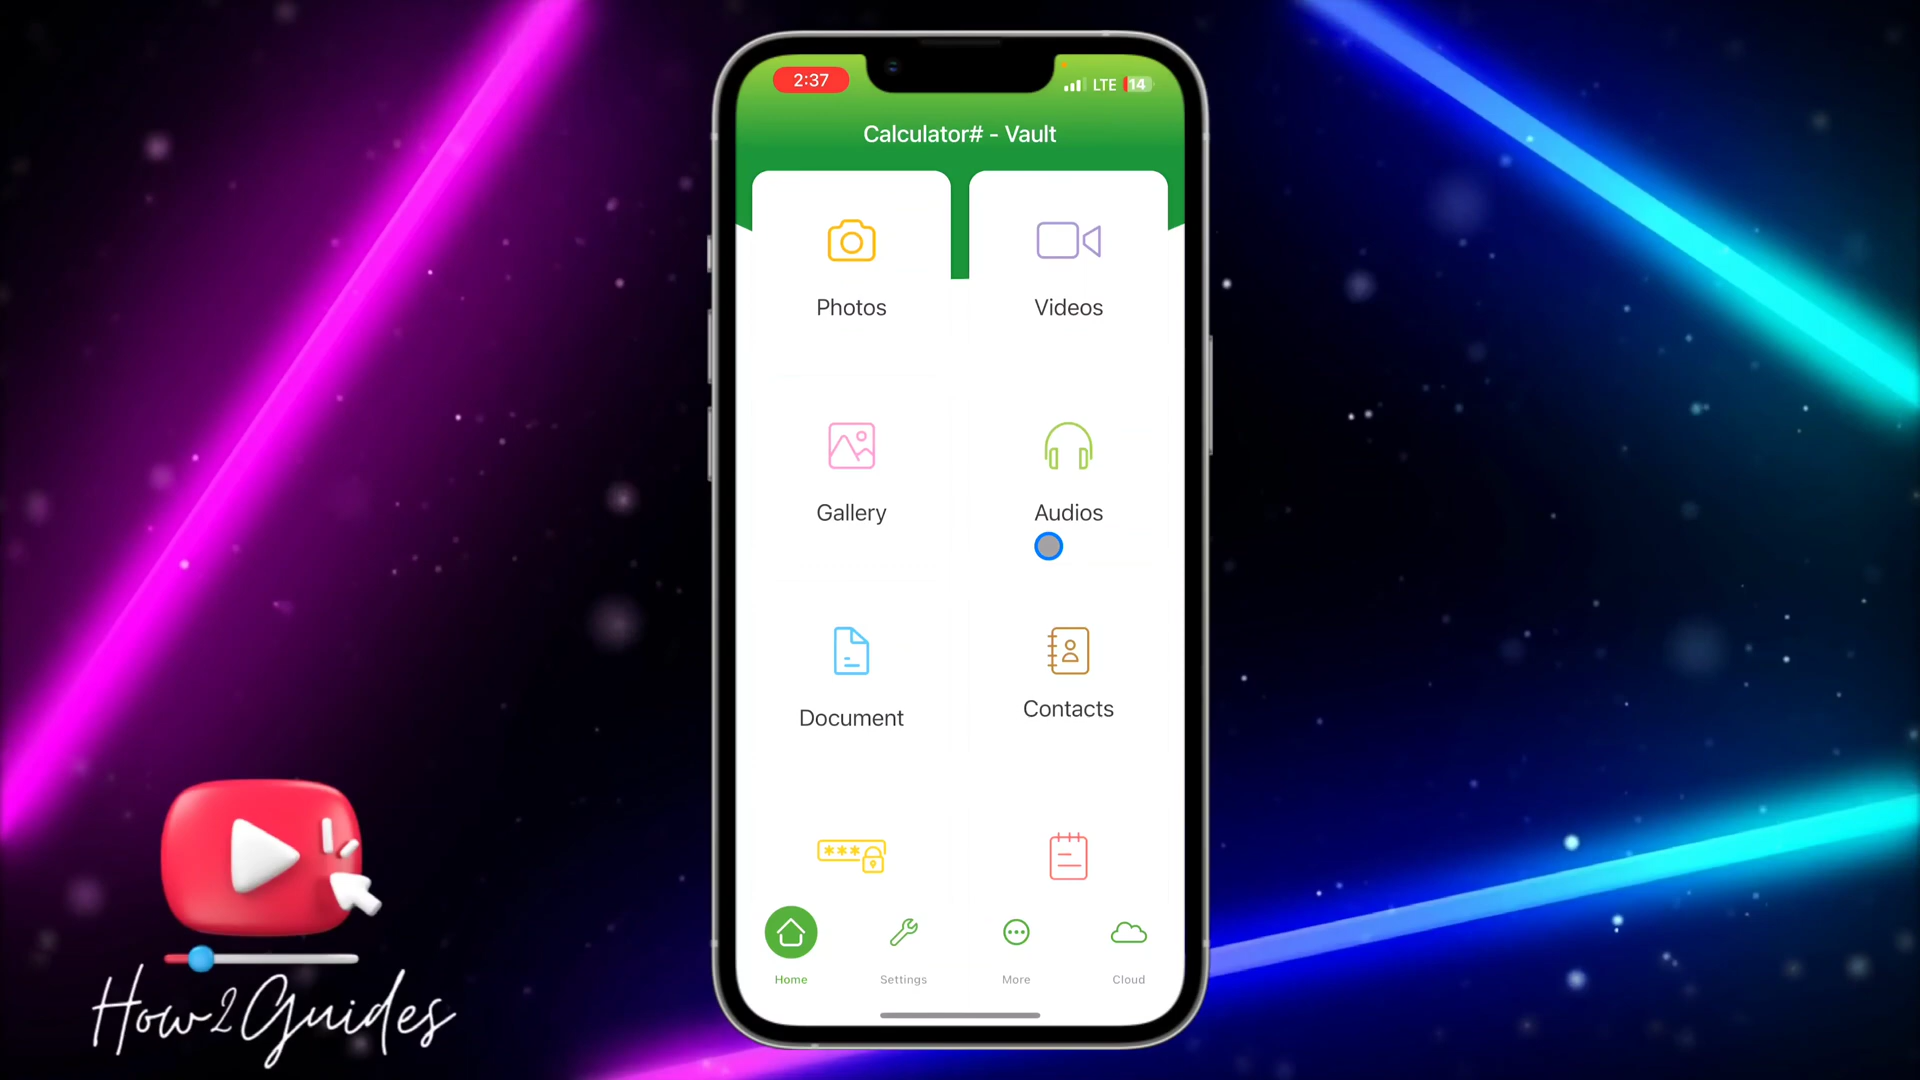 2:37
LTE
14
Calculator# - Vault
Photos
Videos
Gallery
Audios
Document
Contacts
***
Home
Settings
More
Cloud
How2Guides